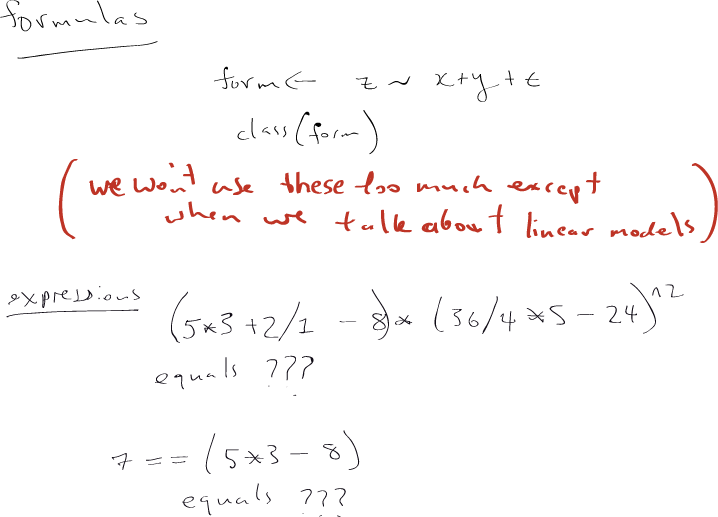 formulas
form <- z ~ x+y+t
class(form)
(we won't use these too much except
when we talk about linear models)
expressions (5*3+2/1 - 8)* (36/4*5-24)^2
equals ???
7 == (5*3-8)
equals ???